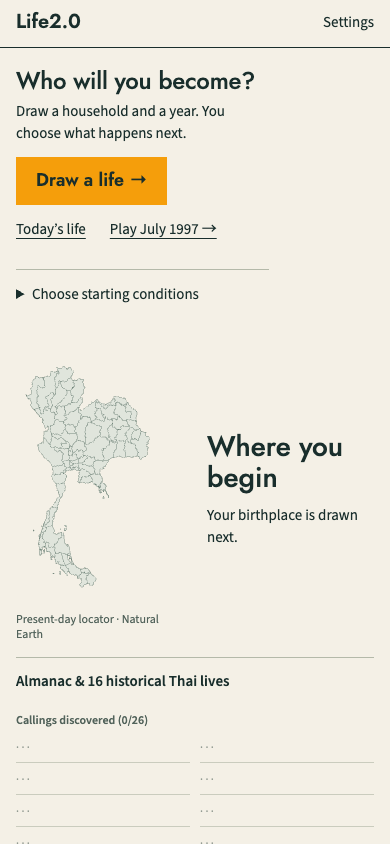 Life2.0
Settings
Who will you become?
Draw a household and a year. You
choose what happens next.
Draw a life →
Today’s life
Play July 1997 →
▶ Choose starting conditions
Where you
begin
Your birthplace is drawn
next.
Present-day locator · Natural
Earth
Almanac & 16 historical Thai lives
Callings discovered (0/26)
...
...
...
...
...
...
...
...